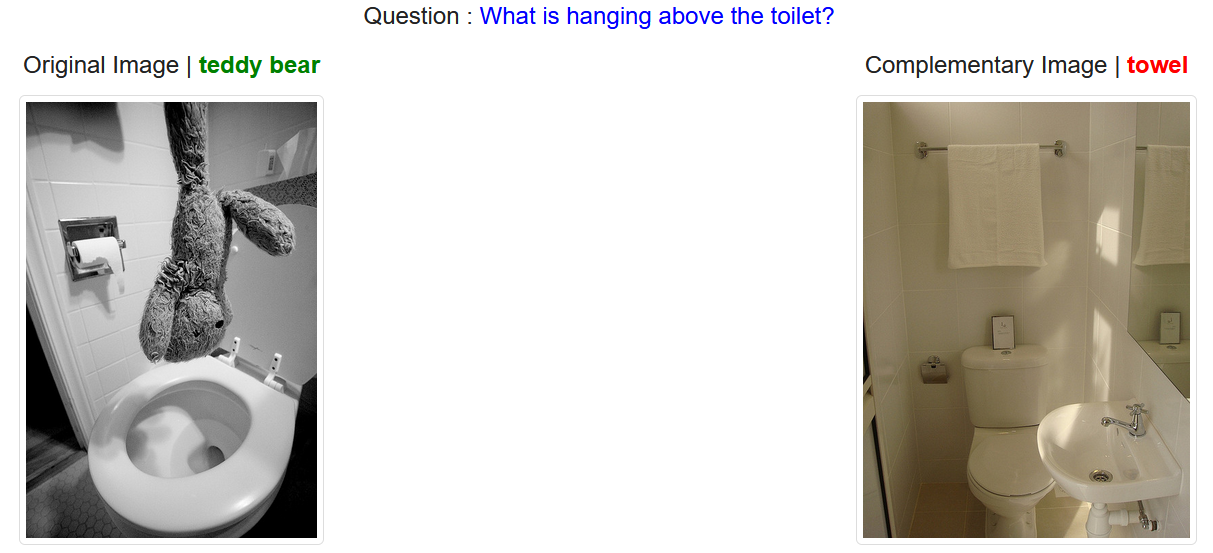 Question : What is hanging above the toilet?
Original Image | teddy bear
Complementary Image | towel